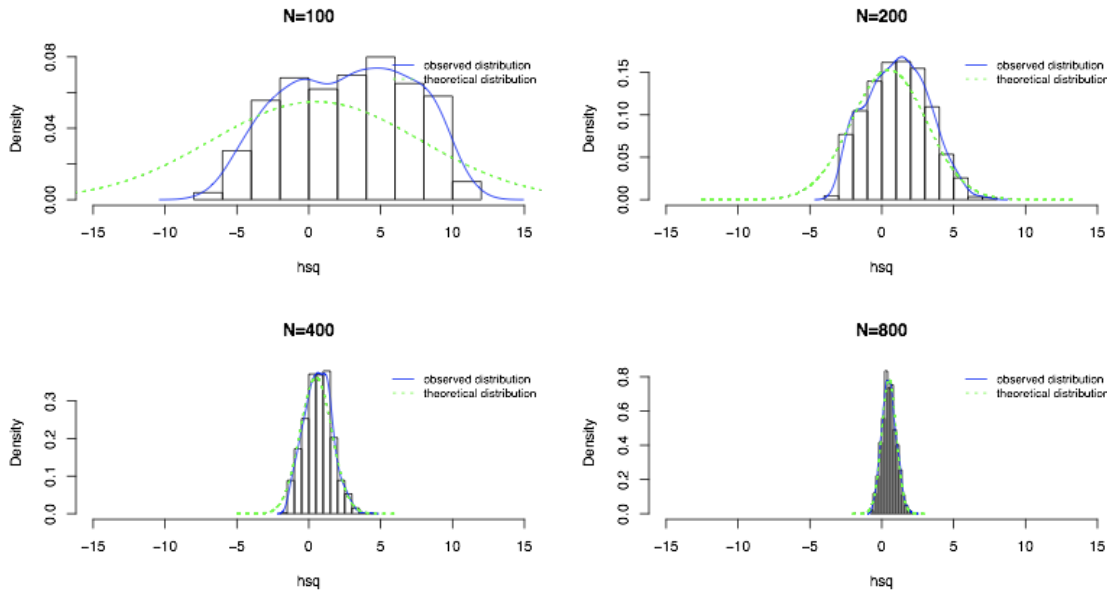 N=100
Density
0.00
0.04
0.08
observed distribution
theoretical distribution
−15
−10
−5
0
5
10
15
hsq
N=200
Density
0.00
0.05
0.10
0.15
observed distribution
theoretical distribution
−15
−10
−5
0
5
10
15
hsq
N=400
Density
0.0
0.1
0.2
0.3
observed distribution
theoretical distribution
−15
−10
−5
0
5
10
15
hsq
N=800
Density
0.0
0.2
0.4
0.6
0.8
observed distribution
theoretical distribution
−15
−10
−5
0
5
10
15
hsq